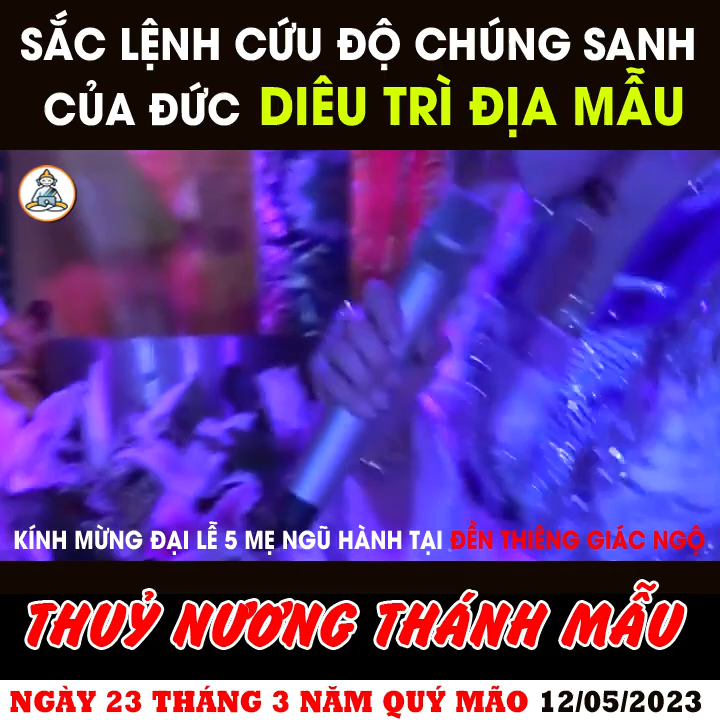 SẮC LỆNH CỨU ĐỘ CHÚNG SANH
CỦA ĐỨC DIÊU TRÌ ĐỊA MẪU
KÍNH MỪNG ĐẠI LỄ 5 MẸ NGŨ HÀNH TẠI ĐỀN THIÊNG GIÁC NGỘ
THUỶ NƯƠNG THÁNH MẪU
NGÀY 23 THÁNG 3 NĂM QUÝ MÃO 12/05/2023